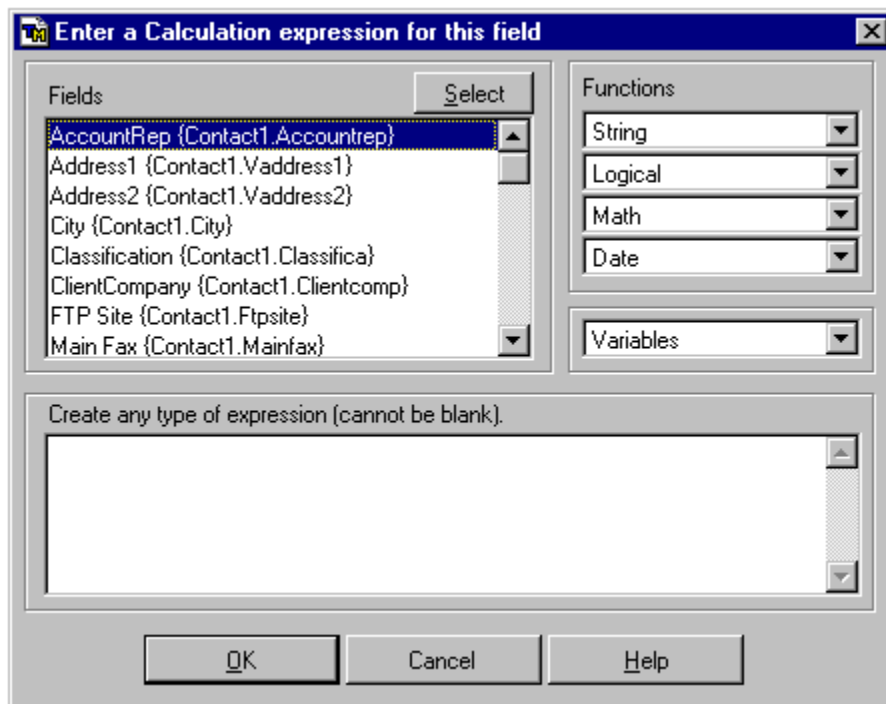 Enter a Calculation expression for this field
Fields
Select
AccountRep {Contact1.Accountrep}
Address1 {Contact1.Vaddress1}
Address2 {Contact1.Vaddress2}
City {Contact1.City}
Classification {Contact1.Classifica}
ClientCompany {Contact1.Clientcomp}
FTP Site {Contact1.Ftpsite}
Main Fax {Contact1.Mainfax}
Functions
String
Logical
Math
Date
Variables
Create any type of expression (cannot be blank).
OK
Cancel
Help